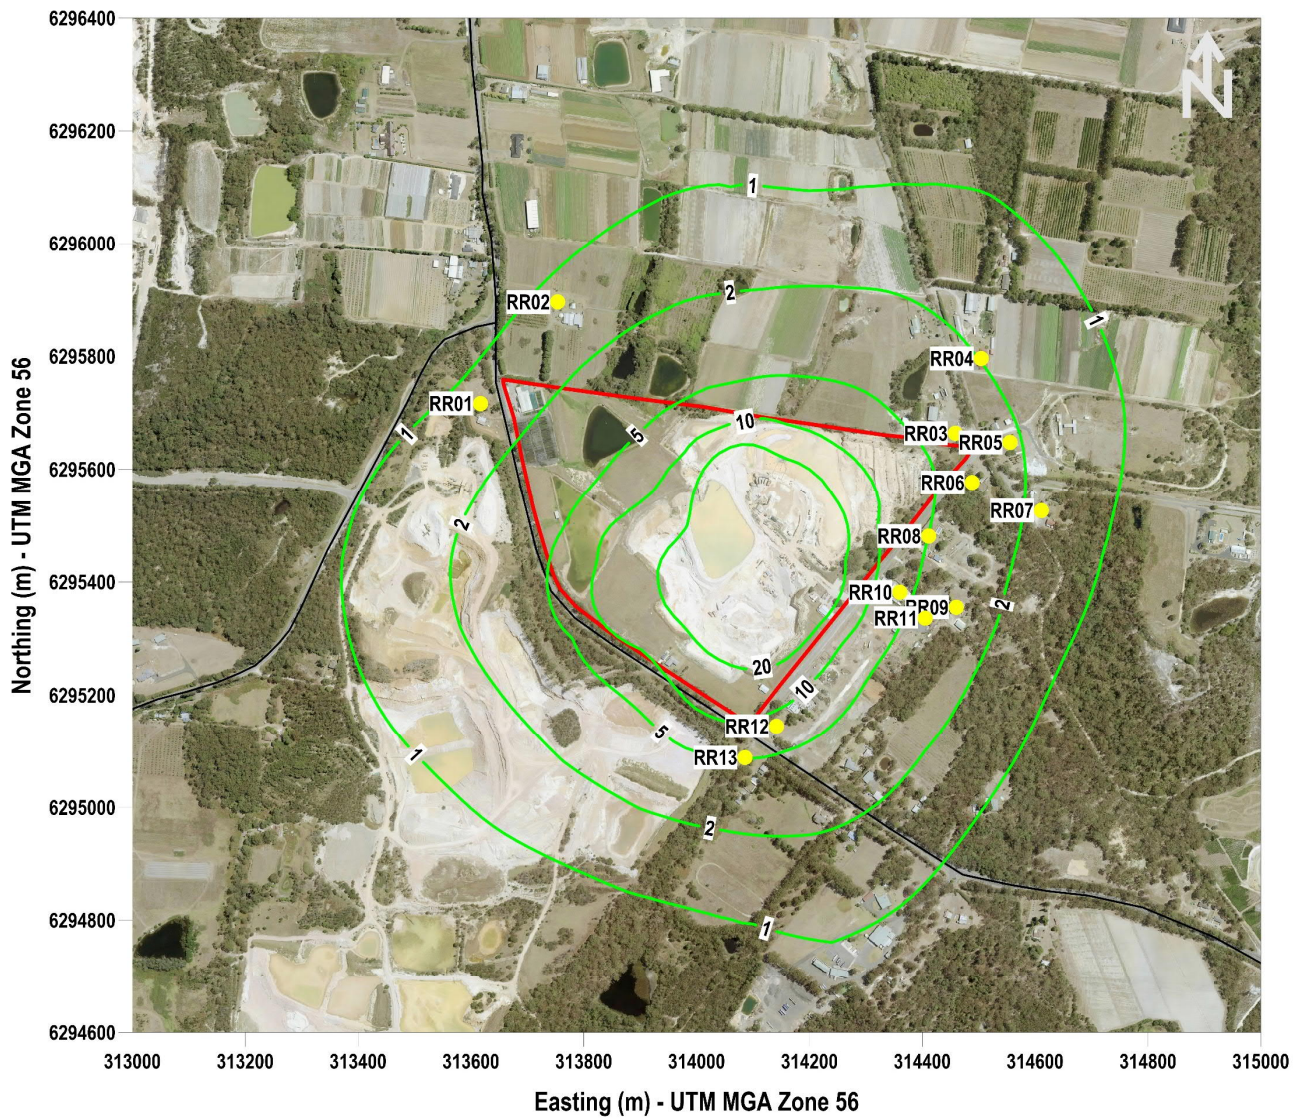 6296400
6296200
6296000
6295800
6295600
6295400
6295200
6295000
6294800
6294600
Northing (m) - UTM MGA Zone 56
N
1
2
1
RR02
RR04
RR01
1
5
10
RR03
RR05
RR06
2
RR07
RR08
RR10
RR09
2
RR11
20
10
RR12
5
RR13
1
2
1
313000 313200 313400 313600 313800 314000 314200 314400 314600 314800 315000
Easting (m) - UTM MGA Zone 56